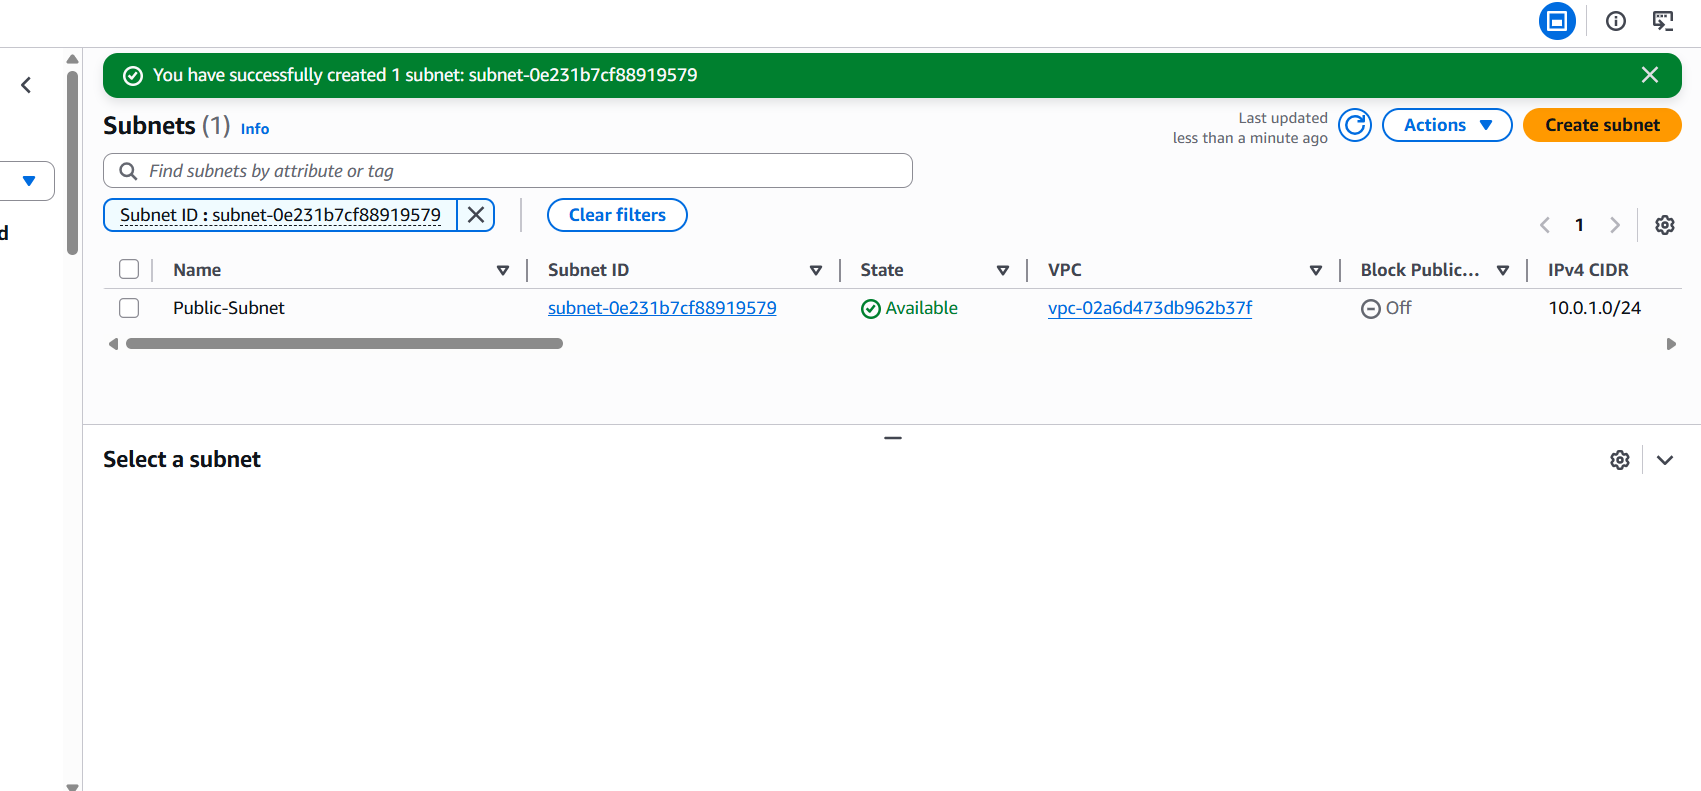 You have successfully created 1 subnet: subnet-0e231b7cf88919579
Subnets (1) Info
Last updated
less than a minute ago
Actions
Create subnet
Find subnets by attribute or tag
Subnet ID : subnet-0e231b7cf88919579
Clear filters
1
d
Name Subnet ID State VPC Block Public... IPv4 CIDR
Public-Subnet subnet-0e231b7cf88919579 Available vpc-02a6d473db962b37f Off 10.0.1.0/24
Select a subnet